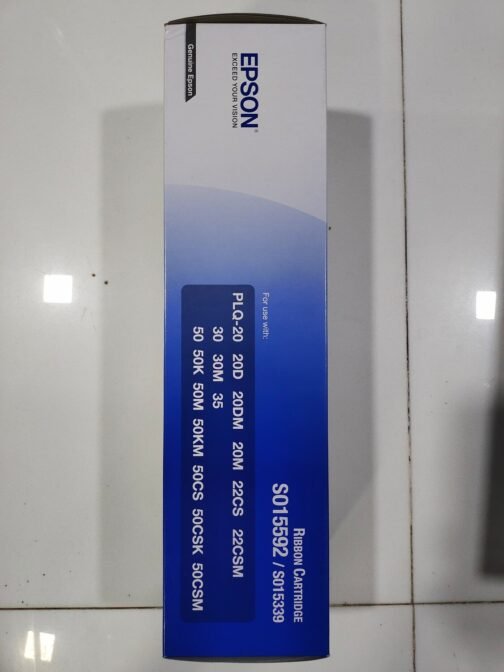 Genuine Epson
EPSON®
EXCEED YOUR VISION
RIBBON CARTRIDGE
S015592 / S015339
For use with:
PLQ-20 20D 20DM 20M 22CS 22CSM
30 30M 35
50 50K 50M 50KM 50CS 50CSK 50CSM